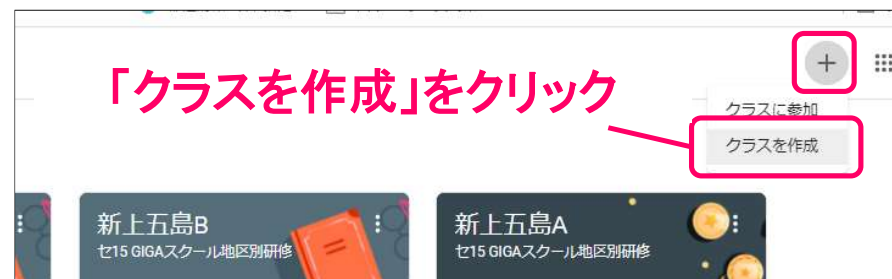 「クラスを作成」をクリック
クラスに参加
クラスを作成
新上五島B
セ15 GIGAスクール地区別研修
新上五島A
セ15 GIGAスクール地区別研修